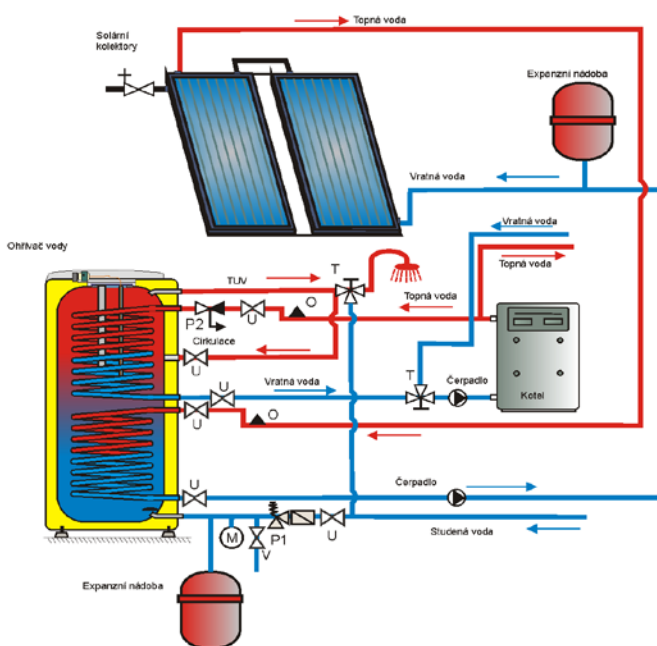 Topná voda
Solární
kolektory
Expanzní nádoba
Vratná voda
Vratná voda
Ohřívač vody
T
TUV
Topná voda
Topná voda
O
P2
U
Cirkulace
U
T
Vratná voda
U
Čerpadlo
Kotel
U
O
U
Čerpadlo
M
V
P1
U
Studená voda
Expanzní nádoba